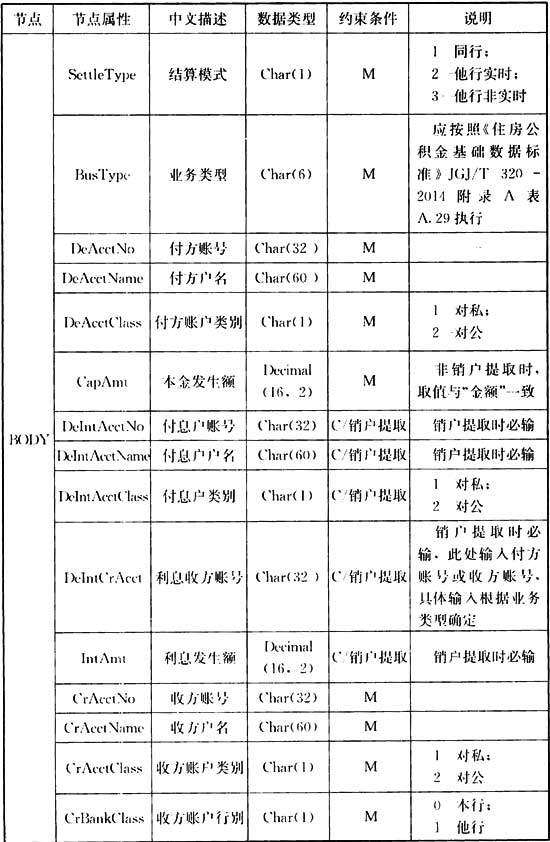 节点 节点属性 中文描述 数据类型 约束条件 说明
BODY
SettleType 结算模式 Char(1) M 1 同行;
2 他行实时;
3 他行非实时
BusType 业务类型 Char(6) M 应按照《住房公
积金基础数据标
准》JGJ/T 320-
2014 附录 A 表
A.29 执行
DeAcctNo 付方账号 Char(32) M
DeAcctName 付方户名 Char(60) M
DeAcctClass 付方账户类别 Char(1) M 1 对私;
2 对公
CapAmt 本金发生额 Decimal
(16,2) M 非销户提取时,
取值与“金额”一致
DeIntAcctNo 付息户账号 Char(32) C/销户提取 销户提取时必输
DeIntAcctName 付息户户名 Char(60) C/销户提取 销户提取时必输
DeIntAcctClass 付息户类别 Char(1) C/销户提取 1 对私;
2 对公
DeIntCrAcct 利息收方账号 Char(32) C/销户提取 销户提取时必
输,此处输入付方
账号或收方账号,
具体输入根据业务
类型确定
IntAmt 利息发生额 Decimal
(16,2) C/销户提取 销户提取时必输
CrAcctNo 收方账号 Char(32) M
CrAcctName 收方户名 Char(60) M
CrAcctClass 收方账户类别 Char(1) M 1 对私;
2 对公
CrBankClass 收方账户行别 Char(1) M 0 本行;
1 他行